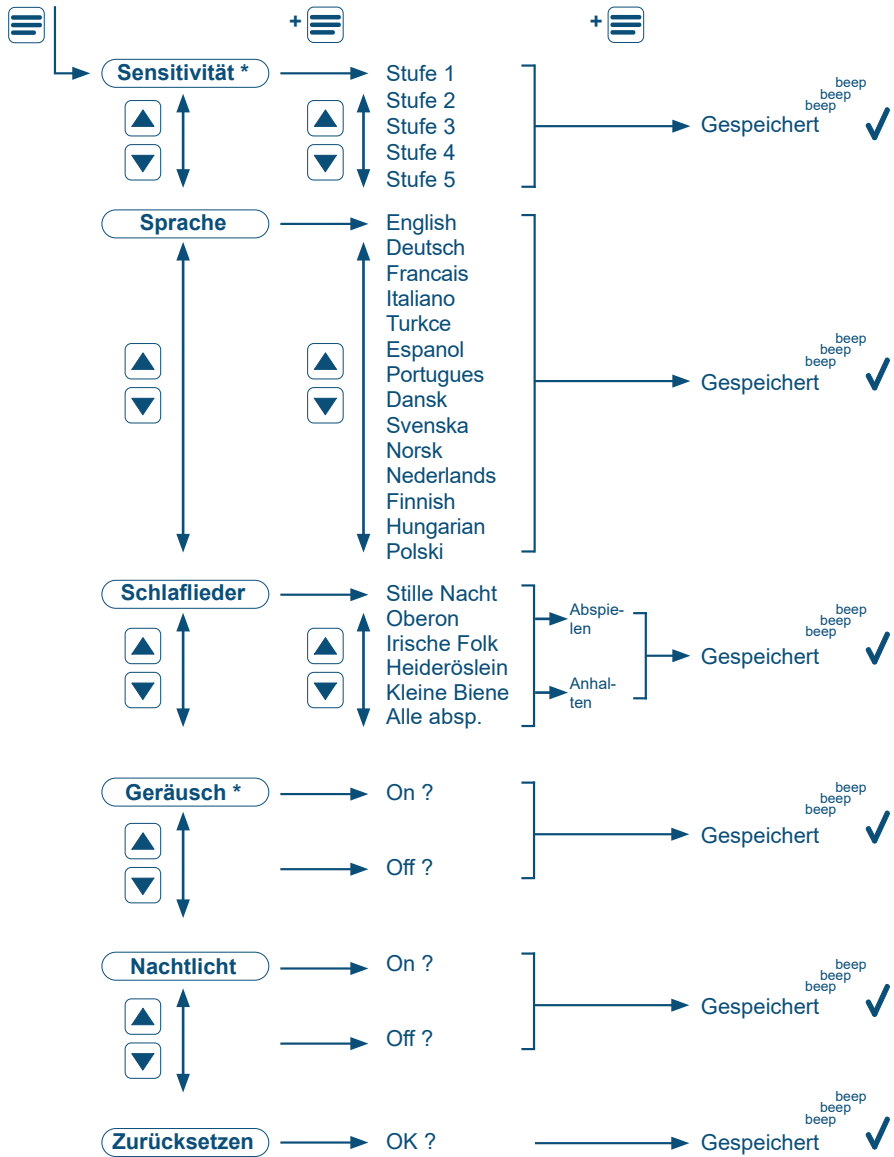 +
+
Sensitivität *
Stufe 1
Stufe 2
Stufe 3
Stufe 4
Stufe 5
Gespeichert
beep
beep
beep
Sprache
English
Deutsch
Francais
Italiano
Turkce
Espanol
Portugues
Dansk
Svenska
Norsk
Nederlands
Finnish
Hungarian
Polski
Gespeichert
beep
beep
beep
Schlaflieder
Stille Nacht
Oberon
Irische Folk
Heideröslein
Kleine Biene
Alle absp.
Abspie-
len
Anhal-
ten
Gespeichert
beep
beep
beep
Geräusch *
On ?
Off ?
Gespeichert
beep
beep
beep
Nachtlicht
On ?
Off ?
Gespeichert
beep
beep
beep
Zurücksetzen
OK ?
Gespeichert
beep
beep
beep